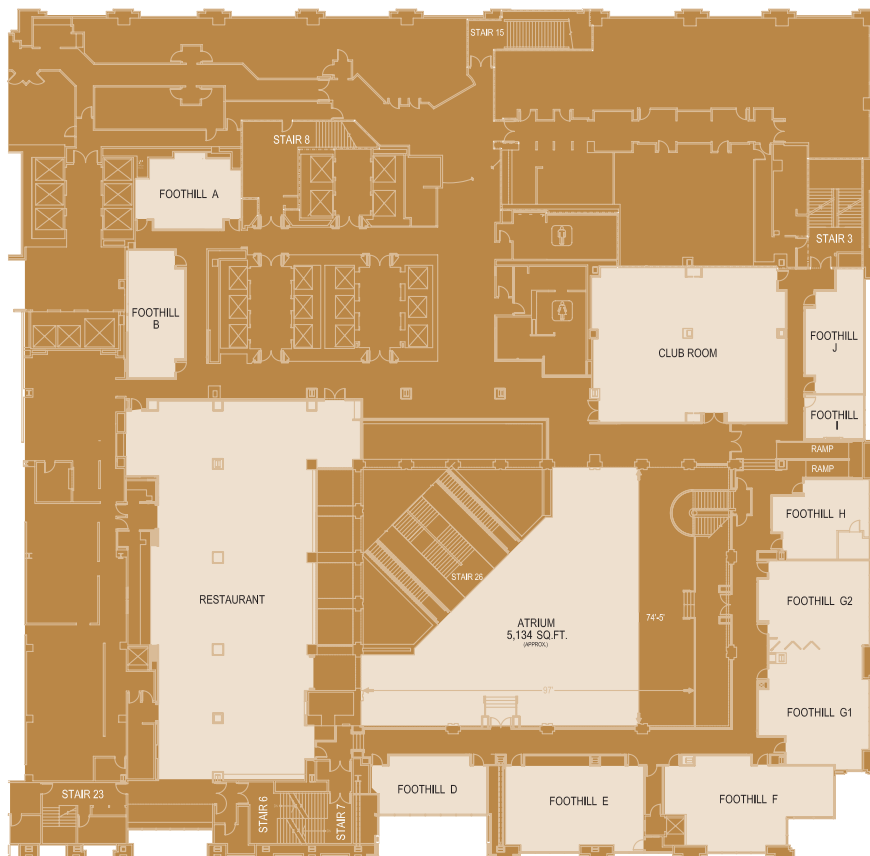 STAIR 15
STAIR 8
FOOTHILL A
STAIR 3
FOOTHILL
B
FOOTHILL
J
CLUB ROOM
FOOTHILL
I
RAMP
RAMP
FOOTHILL H
STAIR 26
RESTAURANT
FOOTHILL G2
ATRIUM
5,134 SQ.FT.
(APPROX.)
74'-5'
97'
FOOTHILL G1
FOOTHILL D
STAIR 23
FOOTHILL E
FOOTHILL F
STAIR 6
STAIR 7